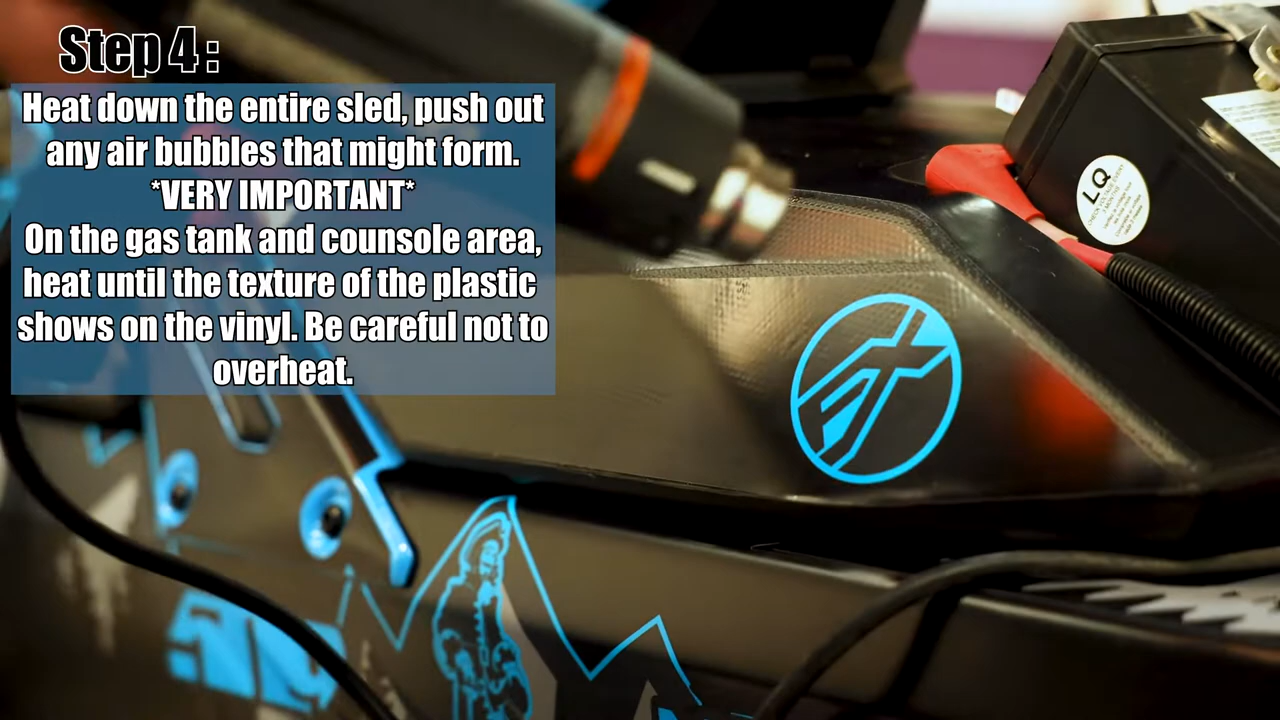 Step 4:
Heat down the entire sled, push out
any air bubbles that might form.
*VERY IMPORTANT*
On the gas tank and counsole area,
heat until the texture of the plastic
shows on the vinyl. Be careful not to
overheat.
LQ